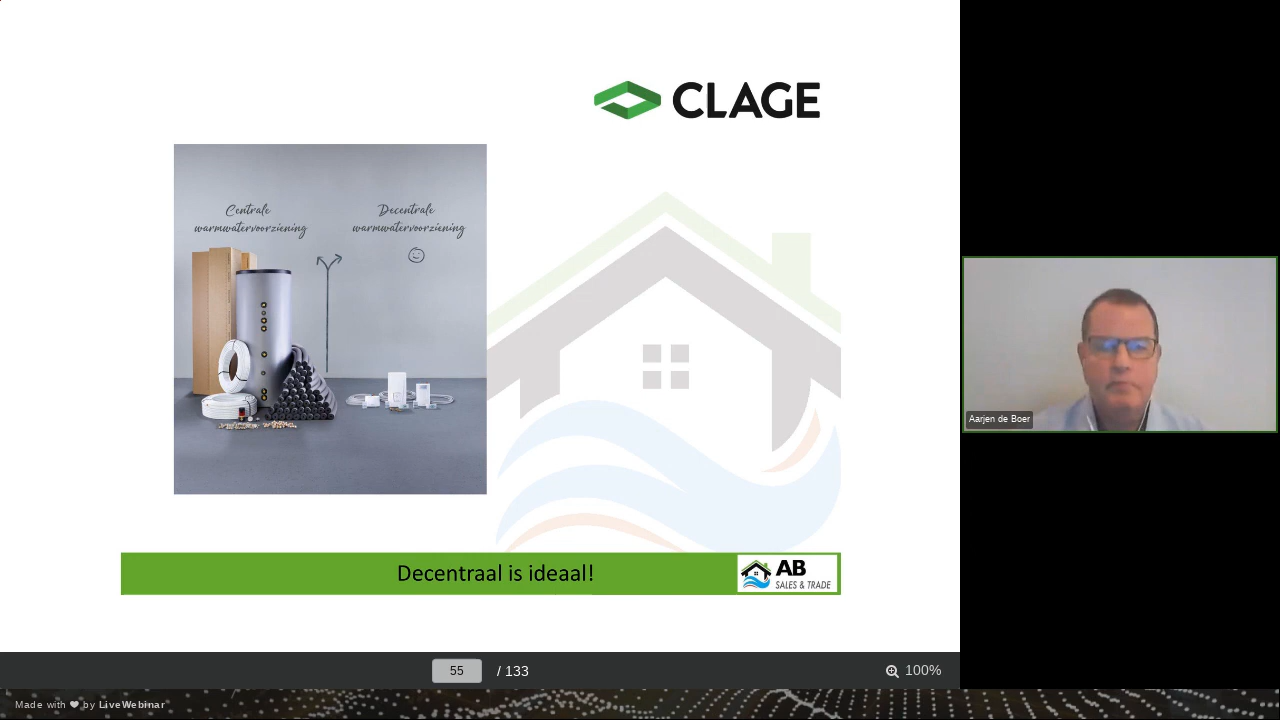 CLAGE
Centrale
warmwatervoorziening
Decentrale
warmwatervoorziening
Aarjen de Boer
Decentraal is ideaal!
AB
SALES & TRADE
55 / 133
100%
Made with ❤ by LiveWebinar